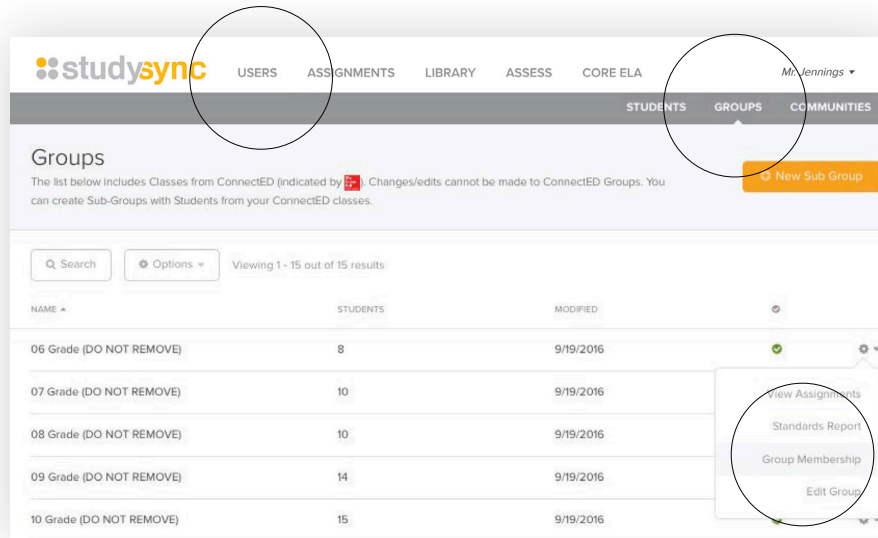 studysync USERS ASSIGNMENTS LIBRARY ASSESS CORE ELA Mr. Jennings
STUDENTS GROUPS COMMUNITIES
Groups
The list below includes Classes from ConnectED (indicated by ). Changes/edits cannot be made to ConnectED Groups. You
can create Sub-Groups with Students from your ConnectED classes.
New Sub Group
Search Options Viewing 1 - 15 out of 15 results
NAME STUDENTS MODIFIED
06 Grade (DO NOT REMOVE) 8 9/19/2016
07 Grade (DO NOT REMOVE) 10 9/19/2016
View Assignments
08 Grade (DO NOT REMOVE) 10 9/19/2016
Standards Report
Group Membership
09 Grade (DO NOT REMOVE) 14 9/19/2016
Edit Group
10 Grade (DO NOT REMOVE) 15 9/19/2016